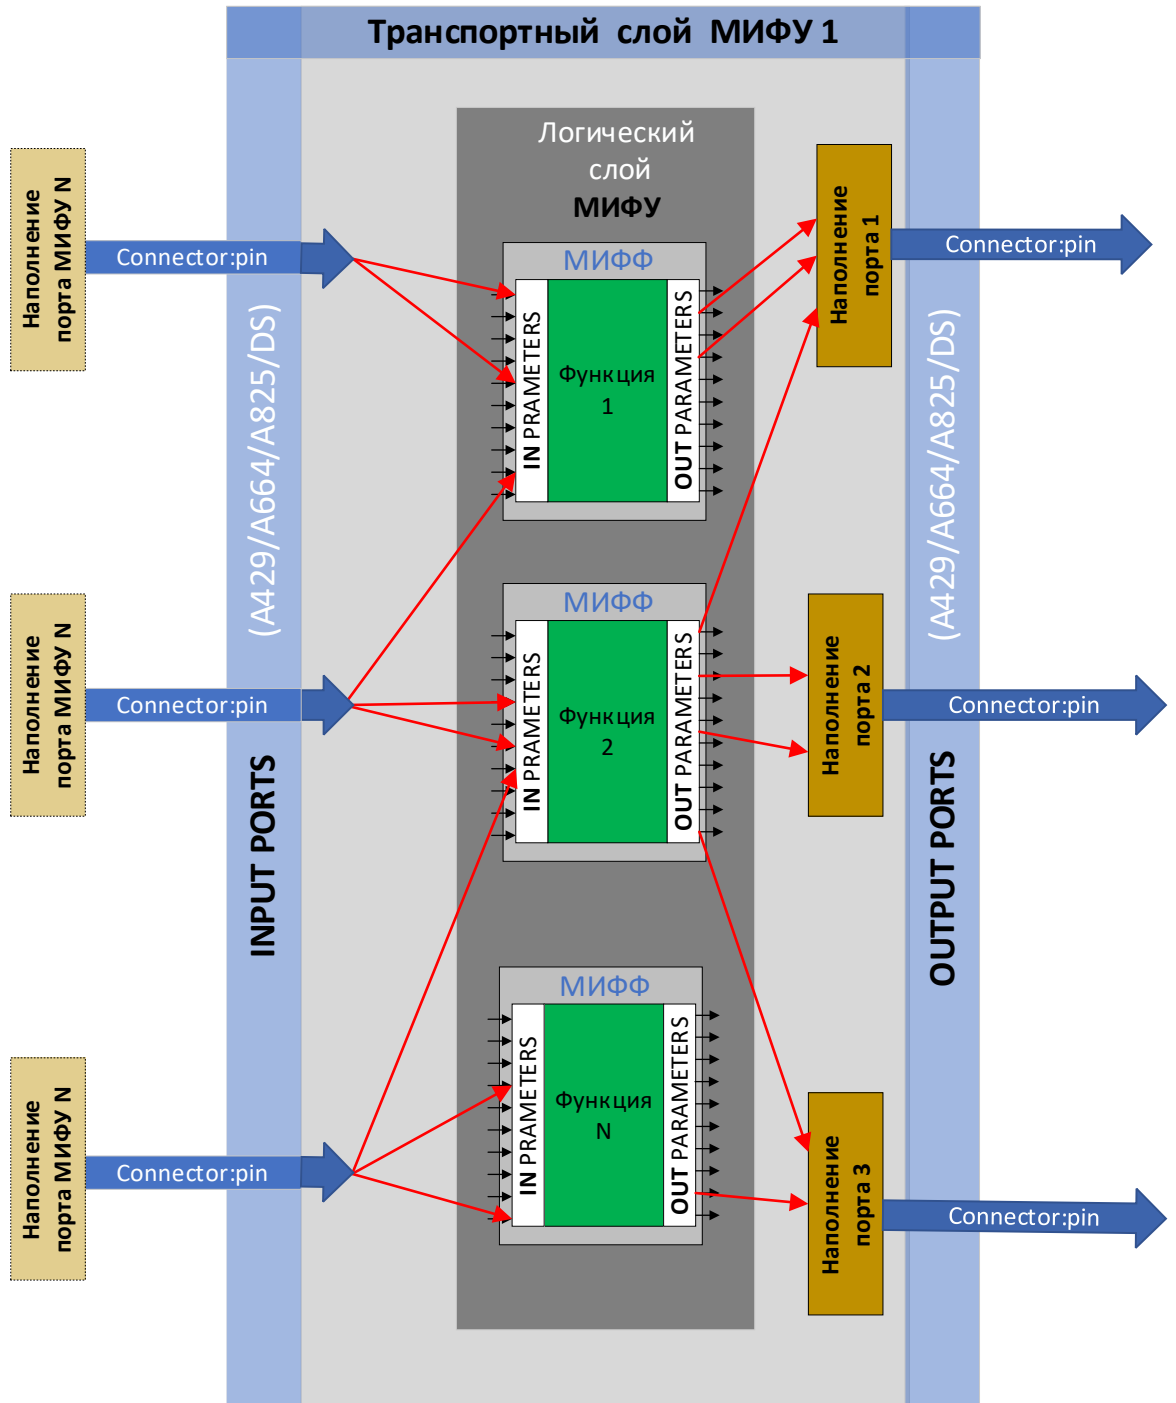 Транспортный слой МИФУ 1
Логический
слой
МИФУ
Наполнение
порта МИФУ N
Connector:pin
(A429/A664/A825/DS)
INPUT PORTS
МИФФ
IN PRAMETERS
Функция
1
OUT PARAMETERS
Наполнение
порта 1
Connector:pin
(A429/A664/A825/DS)
OUTPUT PORTS
Наполнение
порта МИФУ N
Connector:pin
МИФФ
IN PRAMETERS
Функция
2
OUT PARAMETERS
Наполнение
порта 2
Connector:pin
Наполнение
порта МИФУ N
Connector:pin
МИФФ
IN PRAMETERS
Функция
N
OUT PARAMETERS
Наполнение
порта 3
Connector:pin